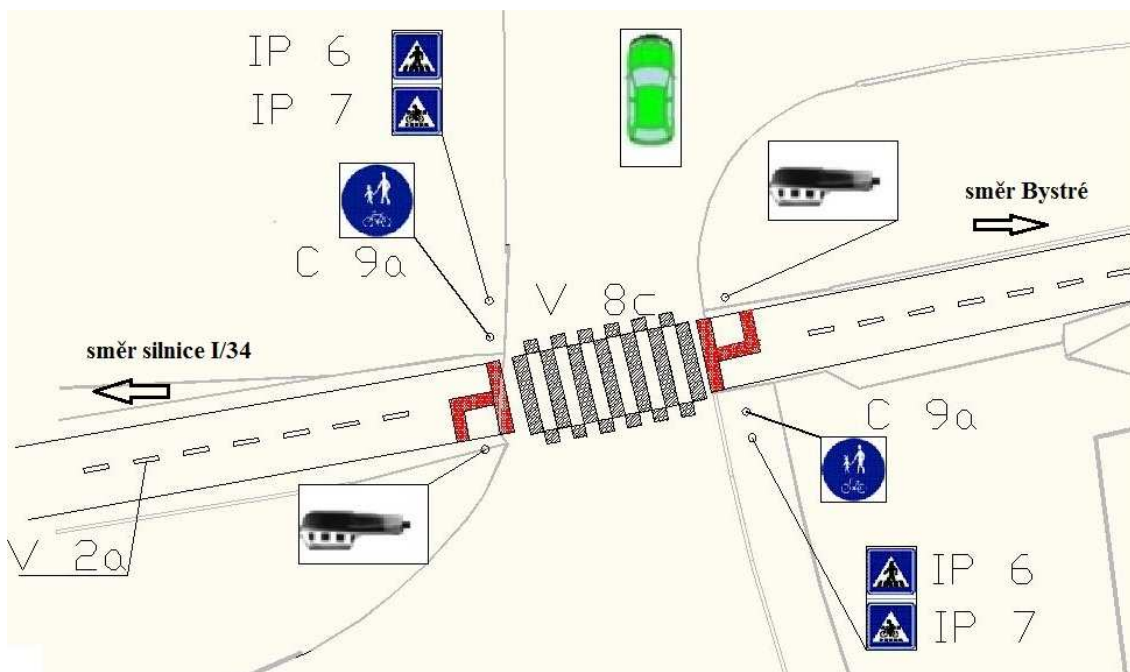 IP 6
IP 7
směr Bystré
C 9a
V 8c
směr silnice I/34
C 9a
V 2a
IP 6
IP 7